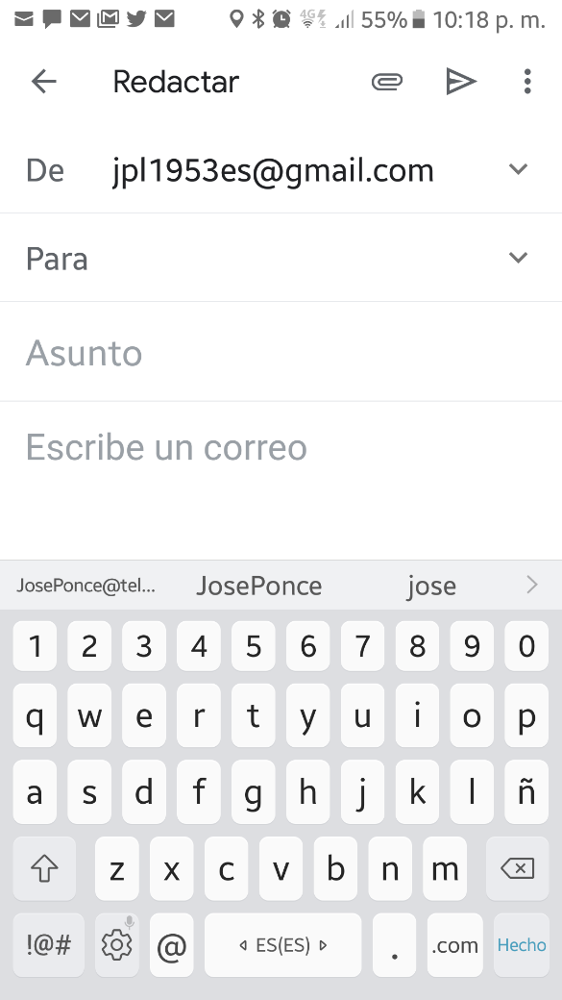 4G 55% 10:18 p. m.
Redactar
De jpl1953es@gmail.com
Para
Asunto
Escribe un correo
JosePonce@tel... JosePonce jose
1 2 3 4 5 6 7 8 9 0
q w e r t y u i o p
a s d f g h j k l ñ
z x c v b n m
!@# @ ES(ES) . .com Hecho